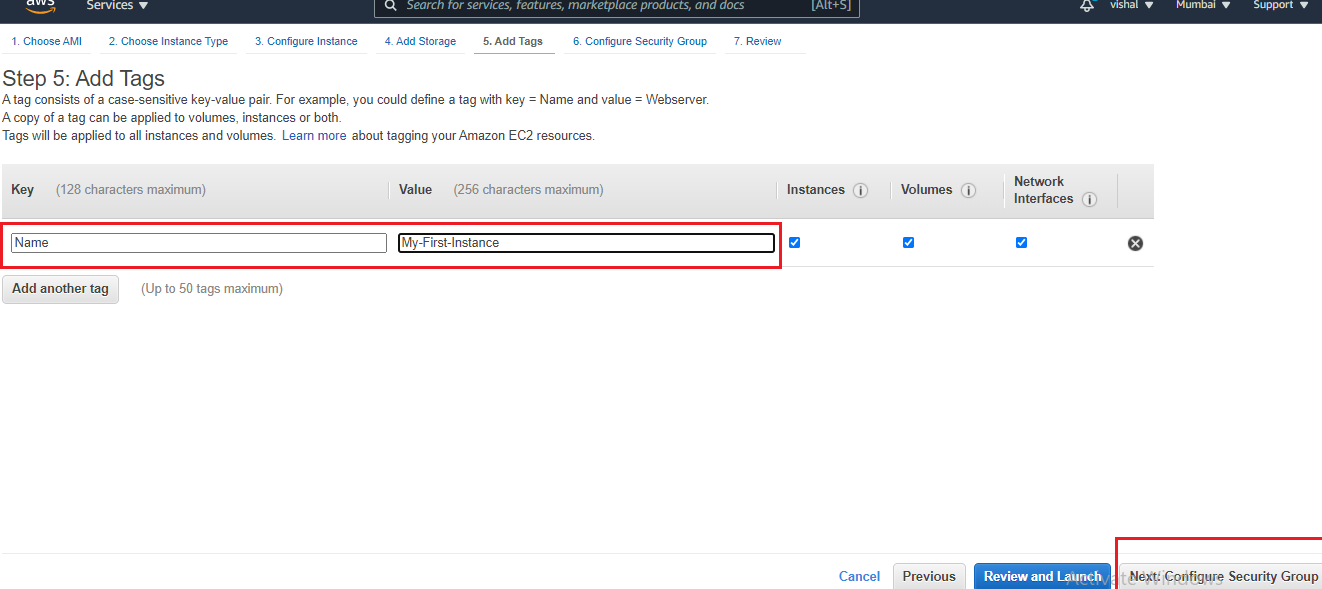 aws Services Search for services, features, marketplace products, and docs [Alt+S] vishal Mumbai Support
1. Choose AMI 2. Choose Instance Type 3. Configure Instance 4. Add Storage 5. Add Tags 6. Configure Security Group 7. Review
Step 5: Add Tags
A tag consists of a case-sensitive key-value pair. For example, you could define a tag with key = Name and value = Webserver.
A copy of a tag can be applied to volumes, instances or both.
Tags will be applied to all instances and volumes. Learn more about tagging your Amazon EC2 resources.
Key (128 characters maximum) Value (256 characters maximum) Instances i Volumes i Network
Interfaces i
Name My-First-Instance
Add another tag (Up to 50 tags maximum)
Cancel Previous Review and Launch Next: Configure Security Group
Activate Windows